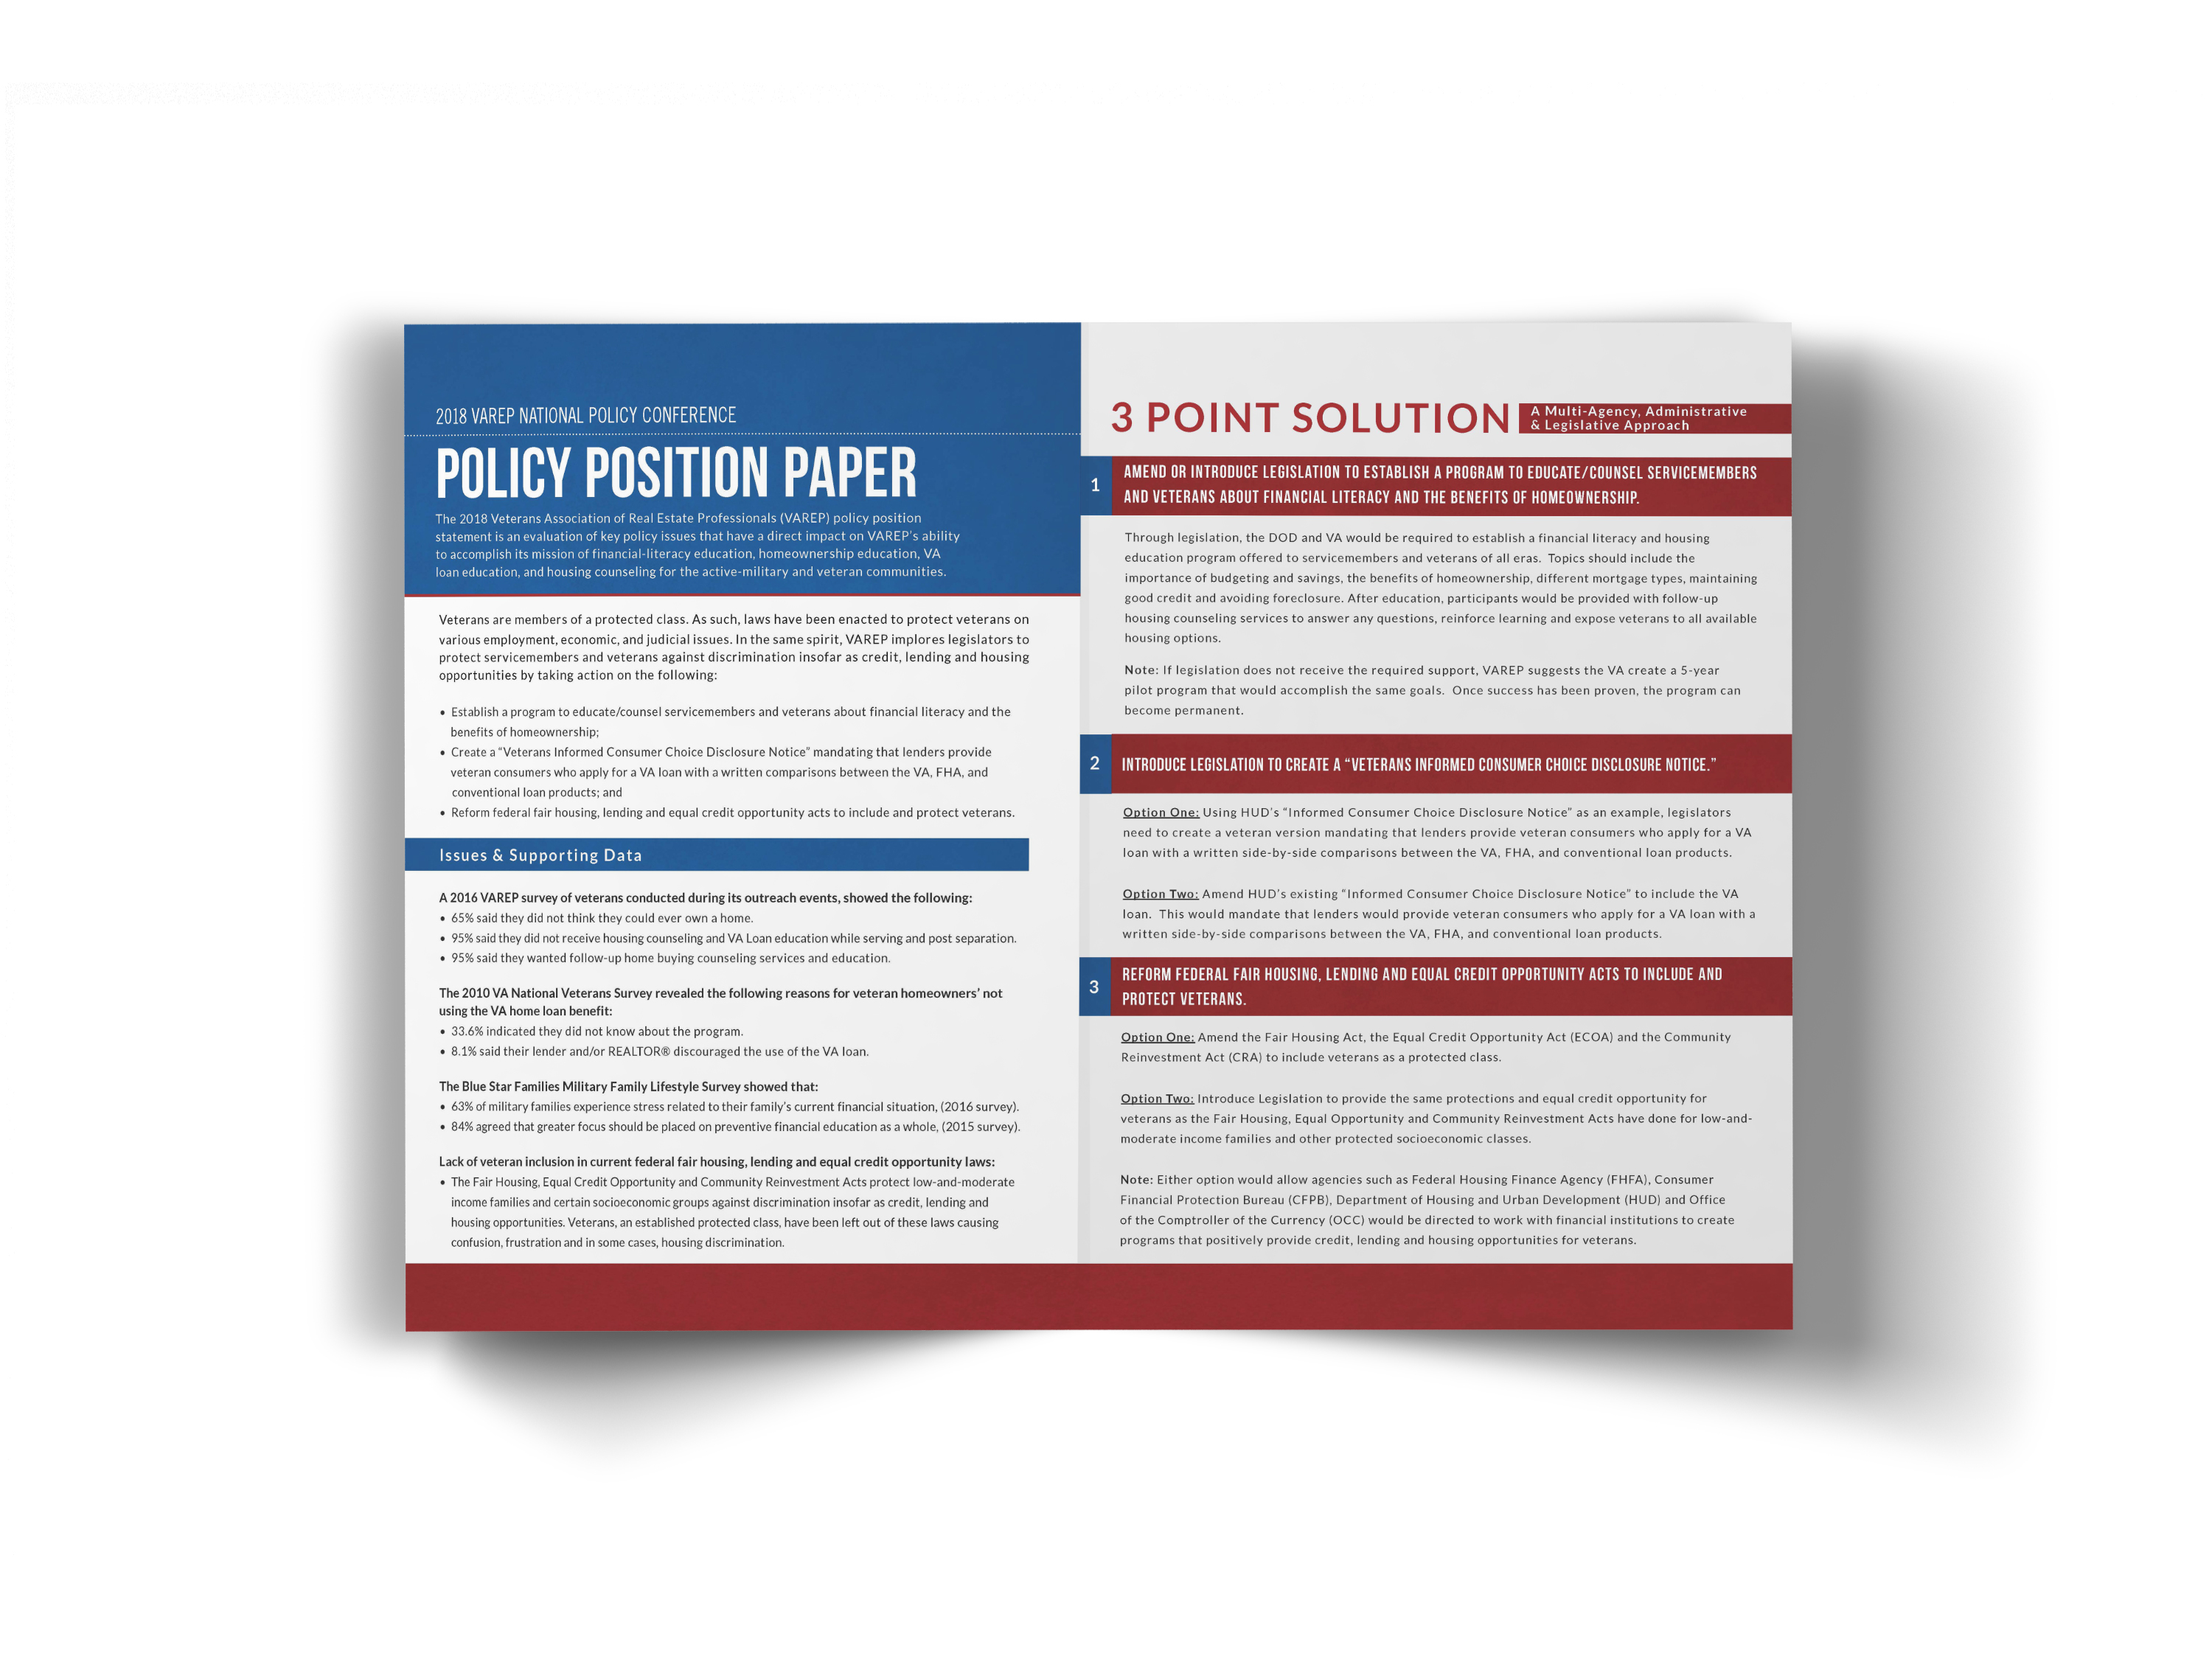 2018 VAREP NATIONAL POLICY CONFERENCE
POLICY POSITION PAPER
The 2018 Veterans Association of Real Estate Professionals (VAREP) policy position
statement is an evaluation of key policy issues that have a direct impact on VAREP's ability
to accomplish its mission of financial-literacy education, homeownership education, VA
loan education, and housing counseling for the active-military and veteran communities.
Veterans are members of a protected class. As such, laws have been enacted to protect veterans on
various employment, economic, and judicial issues. In the same spirit, VAREP implores legislators to
protect servicemembers and veterans against discrimination insofar as credit, lending and housing
opportunities by taking action on the following:
• Establish a program to educate/counsel servicemembers and veterans about financial literacy and the
benefits of homeownership;
• Create a “Veterans Informed Consumer Choice Disclosure Notice” mandating that lenders provide
veteran consumers who apply for a VA loan with a written comparisons between the VA, FHA, and
conventional loan products; and
• Reform federal fair housing, lending and equal credit opportunity acts to include and protect veterans.
Issues & Supporting Data
A 2016 VAREP survey of veterans conducted during its outreach events, showed the following:
• 65% said they did not think they could ever own a home.
• 95% said they did not receive housing counseling and VA Loan education while serving and post separation.
• 95% said they wanted follow-up home buying counseling services and education.
The 2010 VA National Veterans Survey revealed the following reasons for veteran homeowners’ not
using the VA home loan benefit:
• 33.6% indicated they did not know about the program.
• 8.1% said their lender and/or REALTOR® discouraged the use of the VA loan.
The Blue Star Families Military Family Lifestyle Survey showed that:
• 63% of military families experience stress related to their family’s current financial situation, (2016 survey).
• 84% agreed that greater focus should be placed on preventive financial education as a whole, (2015 survey).
Lack of veteran inclusion in current federal fair housing, lending and equal credit opportunity laws:
• The Fair Housing, Equal Credit Opportunity and Community Reinvestment Acts protect low-and-moderate
income families and certain socioeconomic groups against discrimination insofar as credit, lending and
housing opportunities. Veterans, an established protected class, have been left out of these laws causing
confusion, frustration and in some cases, housing discrimination.
3 POINT SOLUTION
A Multi-Agency, Administrative
& Legislative Approach
1
AMEND OR INTRODUCE LEGISLATION TO ESTABLISH A PROGRAM TO EDUCATE/COUNSEL SERVICEMEMBERS
AND VETERANS ABOUT FINANCIAL LITERACY AND THE BENEFITS OF HOMEOWNERSHIP.
Through legislation, the DOD and VA would be required to establish a financial literacy and housing
education program offered to servicemembers and veterans of all eras. Topics should include the
importance of budgeting and savings, the benefits of homeownership, different mortgage types, maintaining
good credit and avoiding foreclosure. After education, participants would be provided with follow-up
housing counseling services to answer any questions, reinforce learning and expose veterans to all available
housing options.
Note: If legislation does not receive the required support, VAREP suggests the VA create a 5-year
pilot program that would accomplish the same goals. Once success has been proven, the program can
become permanent.
2
INTRODUCE LEGISLATION TO CREATE A “VETERANS INFORMED CONSUMER CHOICE DISCLOSURE NOTICE.”
Option One: Using HUD’s “Informed Consumer Choice Disclosure Notice” as an example, legislators
need to create a veteran version mandating that lenders provide veteran consumers who apply for a VA
loan with a written side-by-side comparisons between the VA, FHA, and conventional loan products.
Option Two: Amend HUD’s existing “Informed Consumer Choice Disclosure Notice” to include the VA
loan. This would mandate that lenders would provide veteran consumers who apply for a VA loan with a
written side-by-side comparisons between the VA, FHA, and conventional loan products.
3
REFORM FEDERAL FAIR HOUSING, LENDING AND EQUAL CREDIT OPPORTUNITY ACTS TO INCLUDE AND
PROTECT VETERANS.
Option One: Amend the Fair Housing Act, the Equal Credit Opportunity Act (ECOA) and the Community
Reinvestment Act (CRA) to include veterans as a protected class.
Option Two: Introduce Legislation to provide the same protections and equal credit opportunity for
veterans as the Fair Housing, Equal Opportunity and Community Reinvestment Acts have done for low-and-
moderate income families and other protected socioeconomic classes.
Note: Either option would allow agencies such as Federal Housing Finance Agency (FHFA), Consumer
Financial Protection Bureau (CFPB), Department of Housing and Urban Development (HUD) and Office
of the Comptroller of the Currency (OCC) would be directed to work with financial institutions to create
programs that positively provide credit, lending and housing opportunities for veterans.